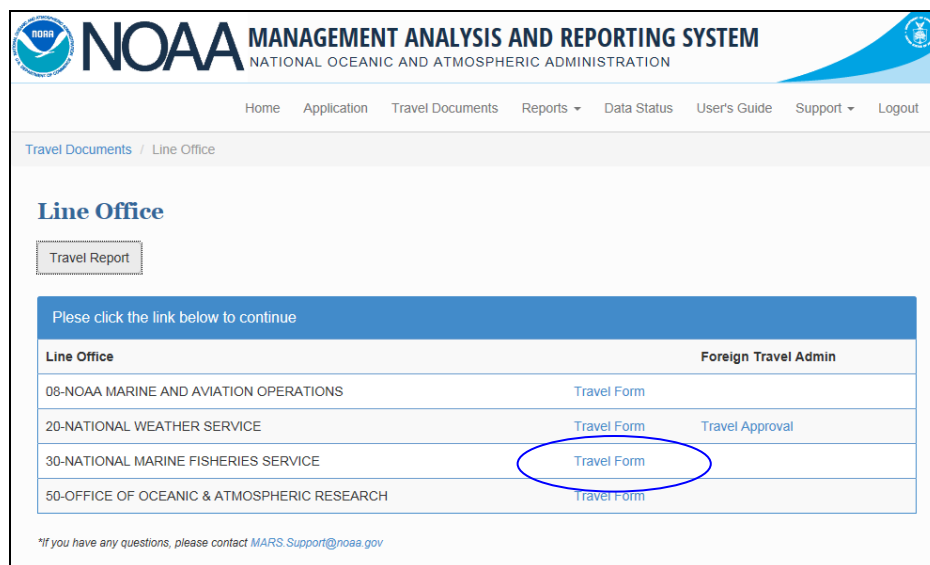 NOAA
NOAA MANAGEMENT ANALYSIS AND REPORTING SYSTEM
NATIONAL OCEANIC AND ATMOSPHERIC ADMINISTRATION
Home Application Travel Documents Reports Data Status User's Guide Support Logout
Travel Documents / Line Office
Line Office
Travel Report
Plese click the link below to continue
Line Office Foreign Travel Admin
08-NOAA MARINE AND AVIATION OPERATIONS Travel Form
20-NATIONAL WEATHER SERVICE Travel Form Travel Approval
30-NATIONAL MARINE FISHERIES SERVICE Travel Form
50-OFFICE OF OCEANIC & ATMOSPHERIC RESEARCH Travel Form
*If you have any questions, please contact MARS.Support@noaa.gov